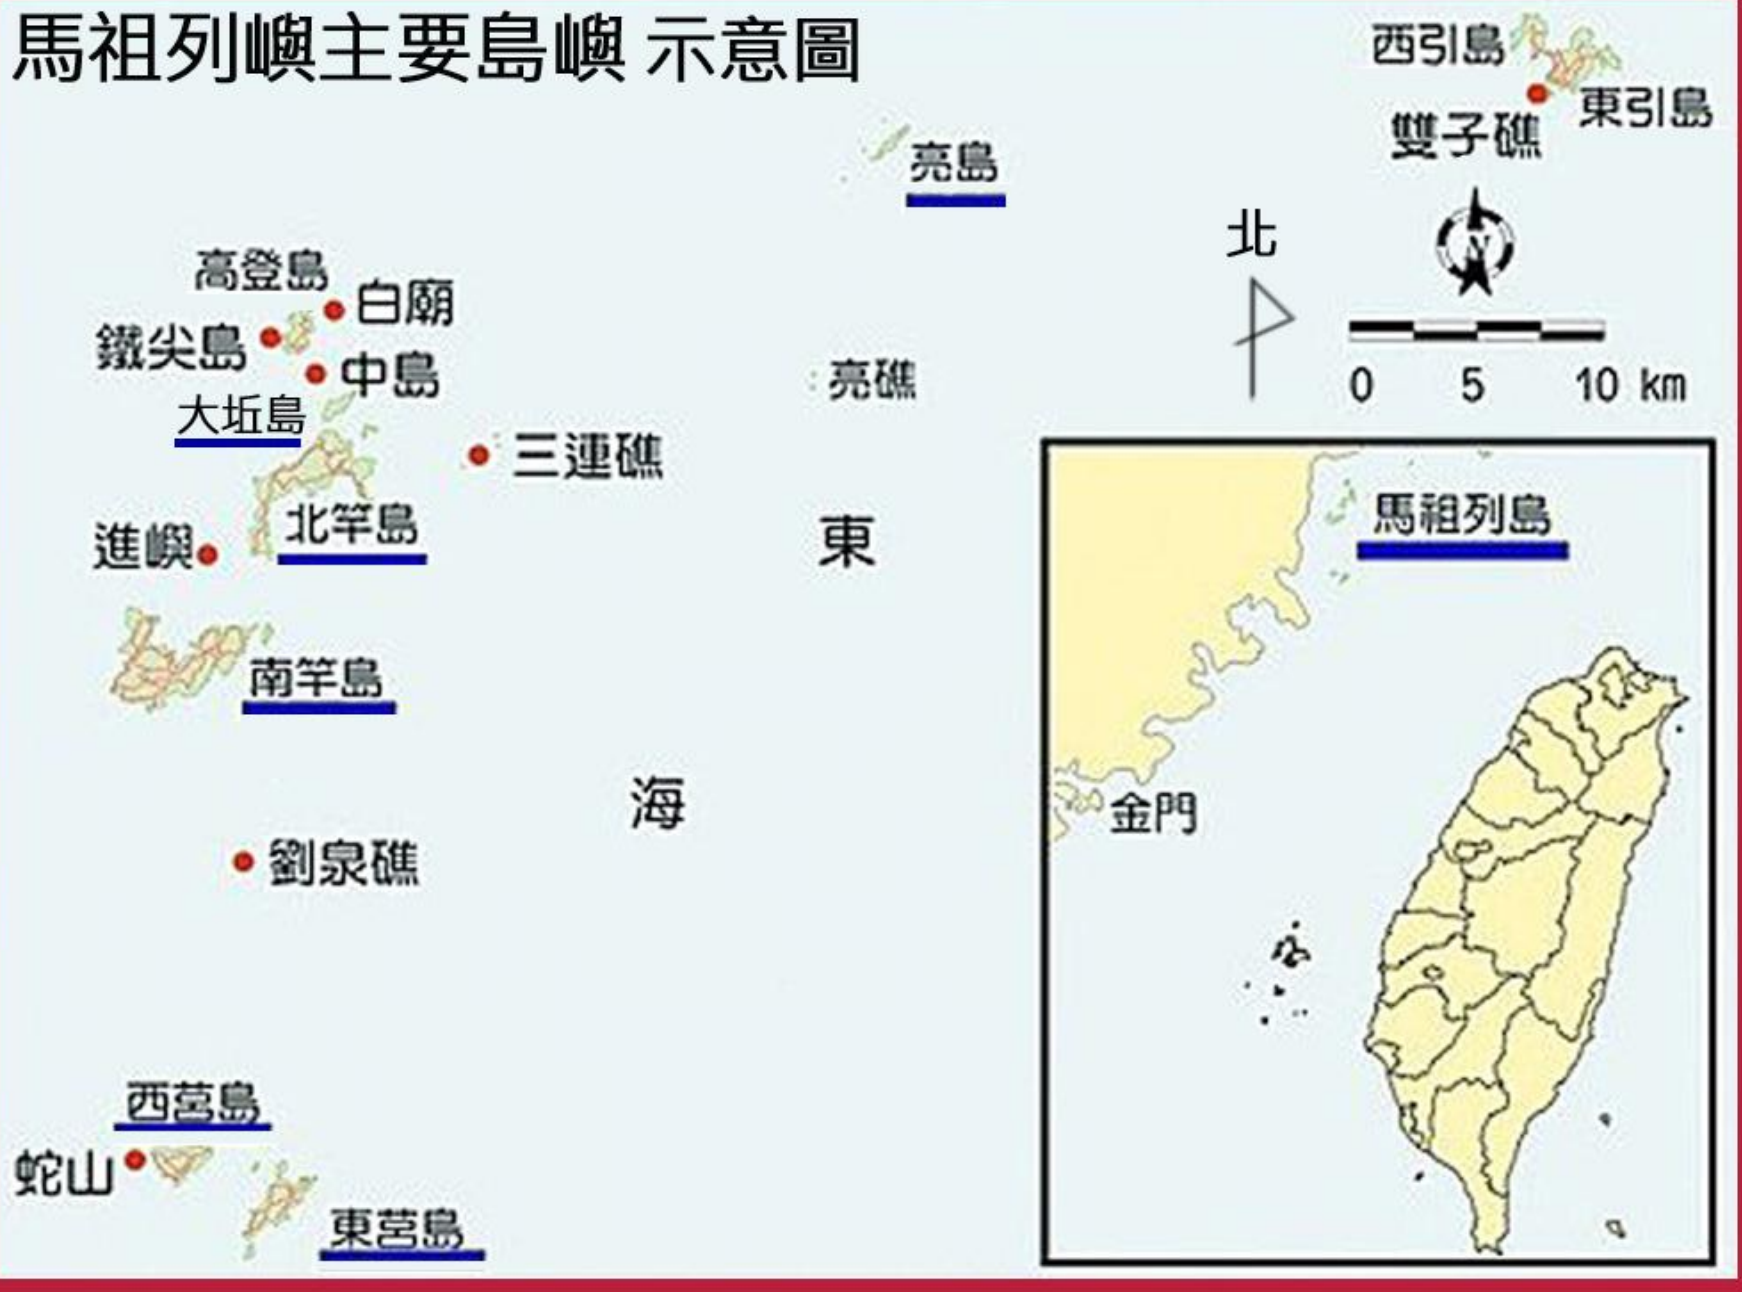 馬祖列嶼主要島嶼 示意圖
西引島
東引島
雙子礁
亮島
北
N
0 5 10 km
高登島
白廟
鐵尖島
中島
亮礁
大坵島
三連礁
北竿島
進嶼
東
南竿島
海
劉泉礁
西莒島
蛇山
東莒島
馬祖列島
金門